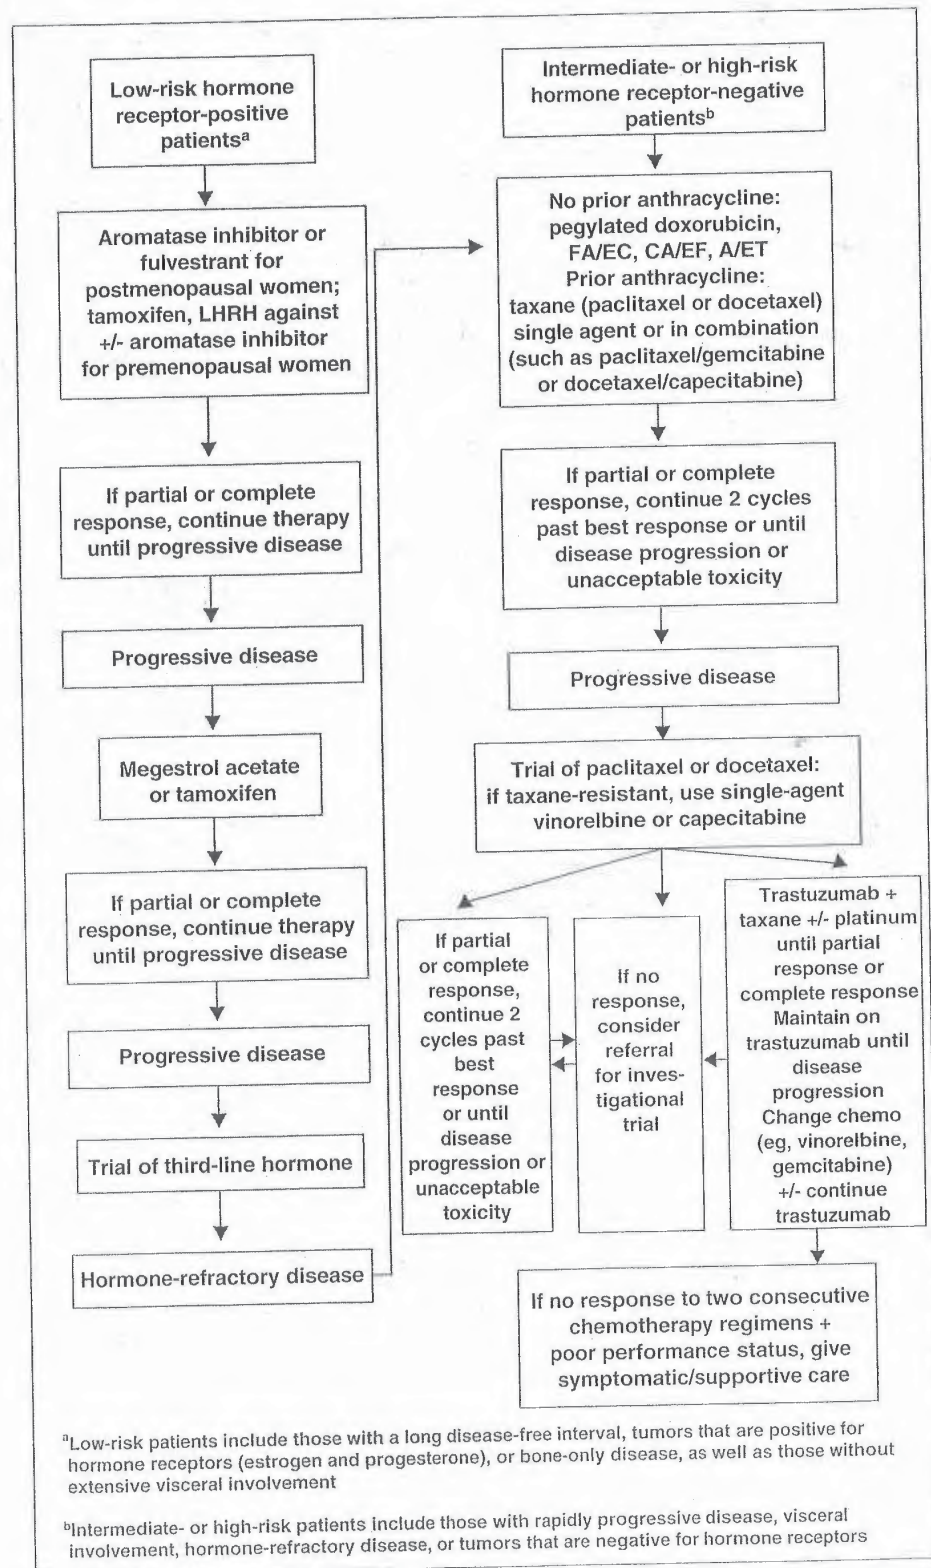 Low-risk hormone
receptor-positive
patientsa
Aromatase inhibitor or
fulvestrant for
postmenopausal women;
tamoxifen, LHRH against
+/- aromatase inhibitor
for premenopausal women
If partial or complete
response, continue therapy
until progressive disease
Progressive disease
Megestrol acetate
or tamoxifen
If partial or complete
response, continue therapy
until progressive disease
Progressive disease
Trial of third-line hormone
Hormone-refractory disease
Intermediate- or high-risk
hormone receptor-negative
patientsb
No prior anthracycline:
pegylated doxorubicin,
FA/EC, CA/EF, A/ET
Prior anthracycline:
taxane (paclitaxel or docetaxel)
single agent or in combination
(such as paclitaxel/gemcitabine
or docetaxel/capecitabine)
If partial or complete
response, continue 2 cycles
past best response or until
disease progression or
unacceptable toxicity
Progressive disease
Trial of paclitaxel or docetaxel:
if taxane-resistant, use single-agent
vinorelbine or capecitabine
If partial
or complete
response,
continue 2
cycles past
best
response
or until
disease
progression or
unacceptable
toxicity
If no
response,
consider
referral
for inves-
tigational
trial
Trastuzumab +
taxane +/- platinum
until partial
response or
complete response
Maintain on
trastuzumab until
disease
progression
Change chemo
(eg, vinorelbine,
gemcitabine)
+/- continue
trastuzumab
If no response to two consecutive
chemotherapy regimens +
poor performance status, give
symptomatic/supportive care
aLow-risk patients include those with a long disease-free interval, tumors that are positive for
hormone receptors (estrogen and progesterone), or bone-only disease, as well as those without
extensive visceral involvement
bIntermediate- or high-risk patients include those with rapidly progressive disease, visceral
involvement, hormone-refractory disease, or tumors that are negative for hormone receptors